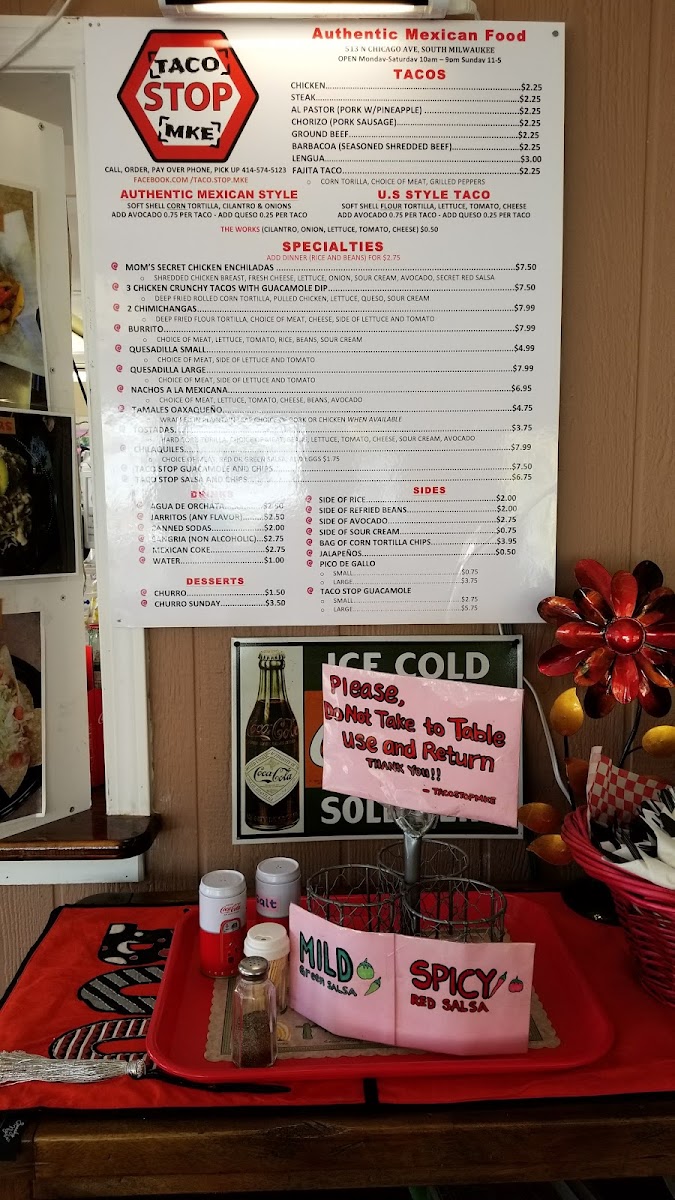 TACO
STOP
MKE
Authentic Mexican Food
513 N CHICAGO AVE, SOUTH MILWAUKEE
OPEN Monday-Saturday 10am – 9pm Sunday 11-5
CALL, ORDER, PAY OVER PHONE, PICK UP 414-574-5123
FACEBOOK.COM /TACO.STOP.MKE
TACOS
CHICKEN $2.25
STEAK $2.25
AL PASTOR (PORK W/PINEAPPLE) $2.25
CHORIZO (PORK SAUSAGE) $2.25
GROUND BEEF $2.25
BARBACOA (SEASONED SHREDDED BEEF) $2.25
LENGUA $3.00
FAJITA TACO $2.25
CORN TORILLA, CHOICE OF MEAT, GRILLED PEPPERS
AUTHENTIC MEXICAN STYLE
SOFT SHELL CORN TORTILLA, CILANTRO & ONIONS
ADD AVOCADO 0.75 PER TACO - ADD QUESO 0.25 PER TACO
U.S STYLE TACO
SOFT SHELL FLOUR TORTILLA, LETTUCE, TOMATO, CHEESE
ADD AVOCADO 0.75 PER TACO - ADD QUESO 0.25 PER TACO
THE WORKS (CILANTRO, ONION, LETTUCE, TOMATO, CHEESE) $0.50
SPECIALTIES
ADD DINNER (RICE AND BEANS) FOR $2.75
MOM'S SECRET CHICKEN ENCHILADAS $7.50
SHREDDED CHICKEN BREAST, FRESH CHEESE, LETTUCE, ONION, SOUR CREAM, AVOCADO, SECRET RED SALSA
3 CHICKEN CRUNCHY TACOS WITH GUACAMOLE DIP $7.50
DEEP FRIED ROLLED CORN TORTILLA, PULLED CHICKEN, LETTUCE, QUESO, SOUR CREAM
2 CHIMICHANGAS $7.99
DEEP FRIED FLOUR TORTILLA, CHOICE OF MEAT, CHEESE, SIDE OF LETTUCE AND TOMATO
BURRITO $7.99
CHOICE OF MEAT, LETTUCE, TOMATO, RICE, BEANS, SOUR CREAM
QUESADILLA SMALL $4.99
CHOICE OF MEAT, SIDE OF LETTUCE AND TOMATO
QUESADILLA LARGE $7.99
CHOICE OF MEAT, SIDE OF LETTUCE AND TOMATO
NACHOS A LA MEXICANA $6.95
CHOICE OF MEAT, LETTUCE, TOMATO, CHEESE, BEANS, AVOCADO
TAMALES OAXAQUEÑO $4.75
OR CHICKEN WHEN AVAILABLE
TOSTADAS $3.75
LETTUCE, TOMATO, CHEESE, SOUR CREAM, AVOCADO
CHILAQUILES $7.99
CHOICE OF MEAT, RED OR GREEN SALSA, EGGS $1.75
TACO STOP GUACAMOLE AND CHIPS $7.50
TACO STOP SALSA AND CHIPS $6.75
DRINKS
AGUA DE ORCHATA
JARRITOS (ANY FLAVOR) $2.50
CANNED SODAS $2.00
SANGRIA (NON ALCOHOLIC) $2.75
MEXICAN COKE $2.75
WATER $1.00
DESSERTS
CHURRO $1.50
CHURRO SUNDAY $3.50
SIDES
SIDE OF RICE $2.00
SIDE OF REFRIED BEANS $2.00
SIDE OF AVOCADO $2.75
SIDE OF SOUR CREAM $0.75
BAG OF CORN TORTILLA CHIPS $3.95
JALAPEÑOS $0.50
PICO DE GALLO
SMALL $0.75
LARGE $3.75
TACO STOP GUACAMOLE
SMALL $2.75
LARGE $5.75
ICE COLD
Coca-Cola
Please,
Do Not Take to Table
Use and Return
THANK YOU!!
- TACOSTOPMKE
Salt
MILD
Green SALSA
SPICY
RED SALSA